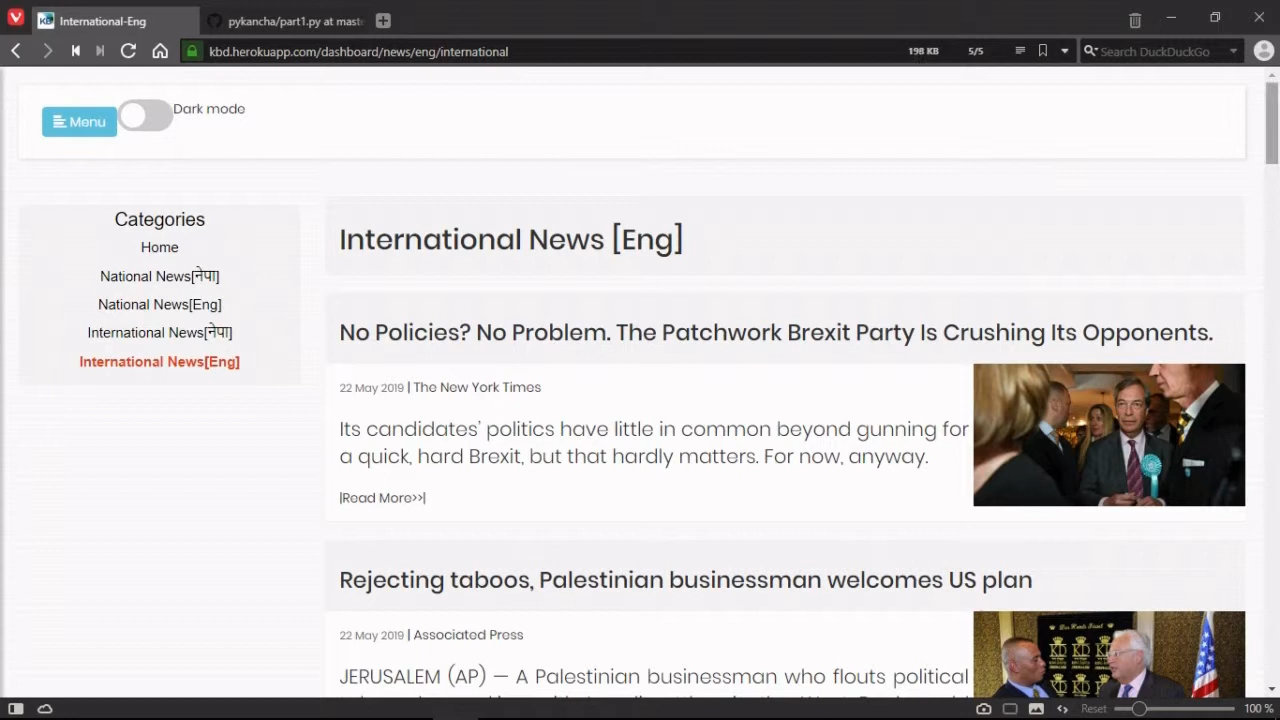 International-Eng
pykancha/part1.py at maste
kbd.herokuapp.com/dashboard/news/eng/international
198 KB
5/5
Search DuckDuckGo
Menu
Dark mode
Categories
Home
National News[नेपा]
National News[Eng]
International News[नेपा]
International News[Eng]
International News [Eng]
No Policies? No Problem. The Patchwork Brexit Party Is Crushing Its Opponents.
22 May 2019 | The New York Times
Its candidates' politics have little in common beyond gunning for
a quick, hard Brexit, but that hardly matters. For now, anyway.
|Read More>>|
Rejecting taboos, Palestinian businessman welcomes US plan
22 May 2019 | Associated Press
JERUSALEM (AP) — A Palestinian businessman who flouts political
KD KD KD
Reset
100 %